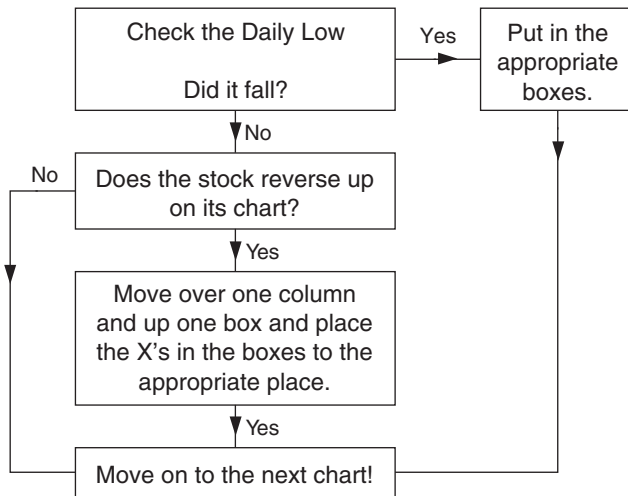 Check the Daily Low
Did it fall?
Yes
Put in the
appropriate
boxes.
No
No
Does the stock reverse up
on its chart?
Yes
Move over one column
and up one box and place
the X's in the boxes to the
appropriate place.
Yes
Move on to the next chart!